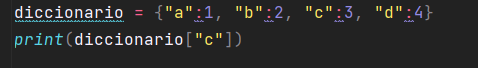 diccionario = {"a":1, "b":2, "c":3, "d":4}
print(diccionario["c"])